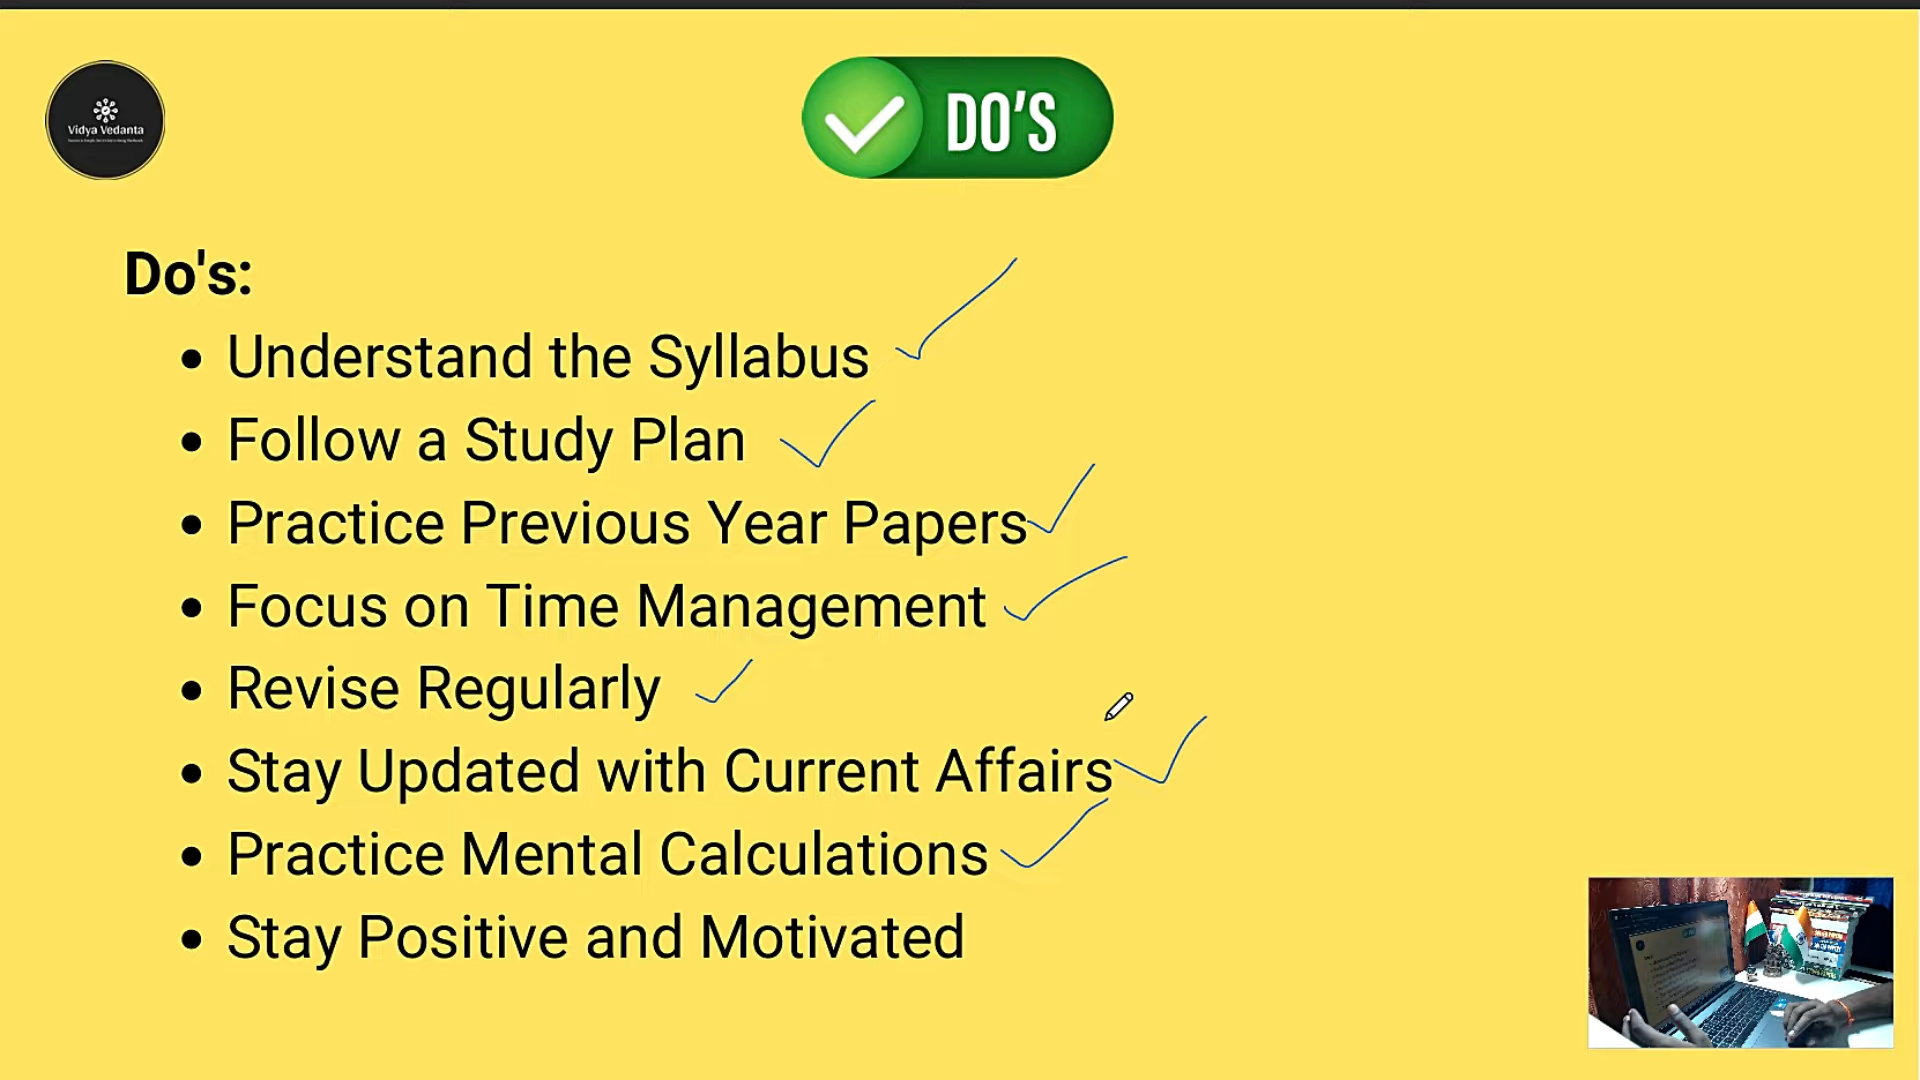 Vidya Vedanta
DO'S
Do's:
Understand the Syllabus
Follow a Study Plan
Practice Previous Year Papers
Focus on Time Management
Revise Regularly
Stay Updated with Current Affairs
Practice Mental Calculations
Stay Positive and Motivated